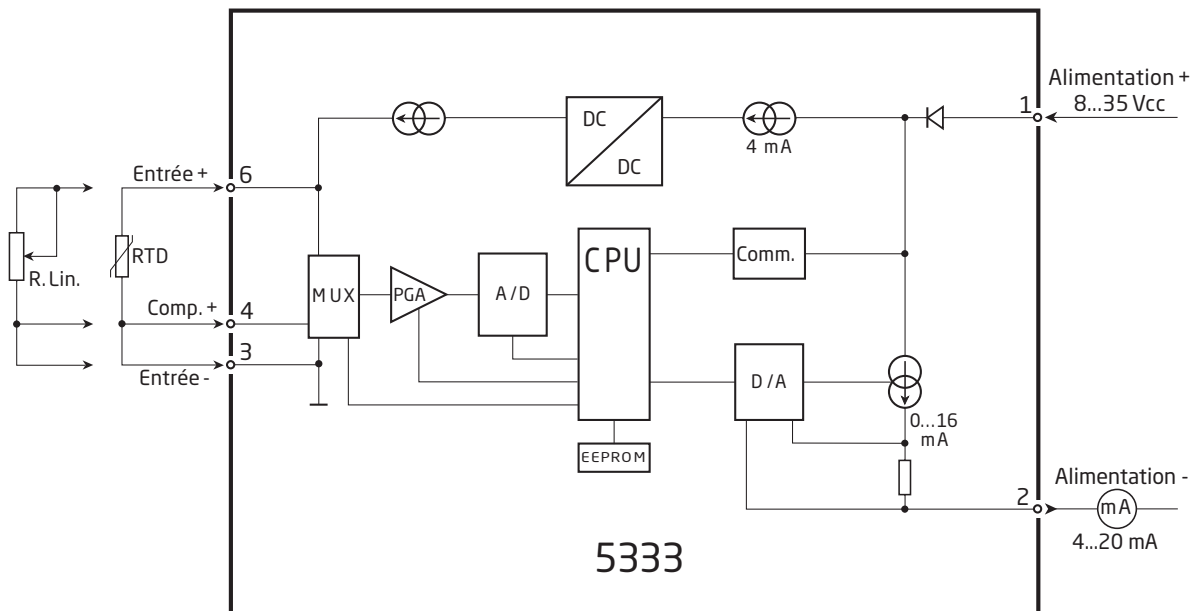 Alimentation +
8...35 Vcc
1
DC
DC
4 mA
Entrée +
6
RTD
R. Lin.
CPU
Comm.
MUX
PGA
A/D
Comp. +
4
3
Entrée -
D/A
0...16
mA
EEPROM
Alimentation -
2
mA
4...20 mA
5333